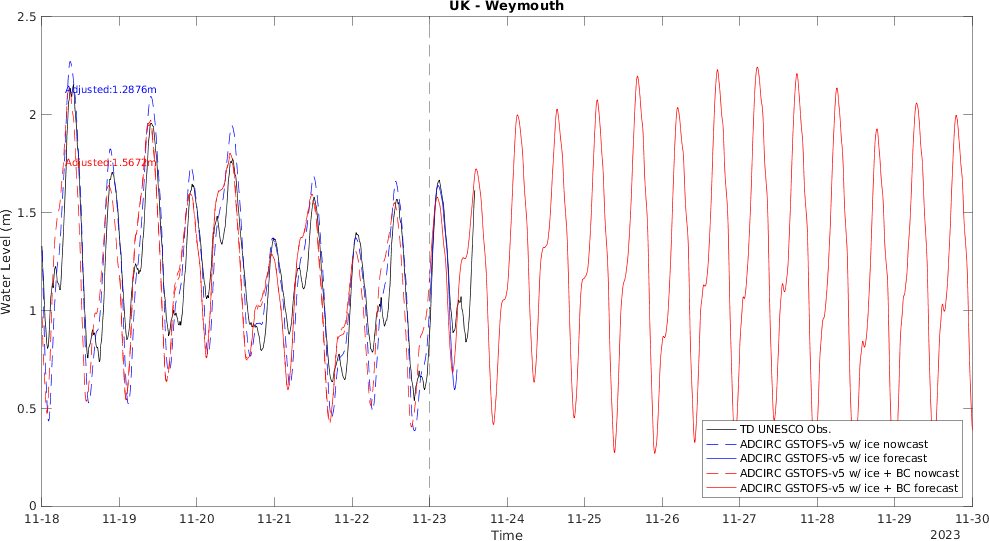 UK - Weymouth
2.5
2
1.5
1
0.5
0
Water Level (m)
Adjusted:1.2876m
Adjusted:1.5672m
TD UNESCO Obs.
ADCIRC GSTOFS-v5 w/ ice nowcast
ADCIRC GSTOFS-v5 w/ ice forecast
ADCIRC GSTOFS-v5 w/ ice + BC nowcast
ADCIRC GSTOFS-v5 w/ ice + BC forecast
11-18 11-19 11-20 11-21 11-22 11-23 11-24 11-25 11-26 11-27 11-28 11-29 11-30
Time
2023